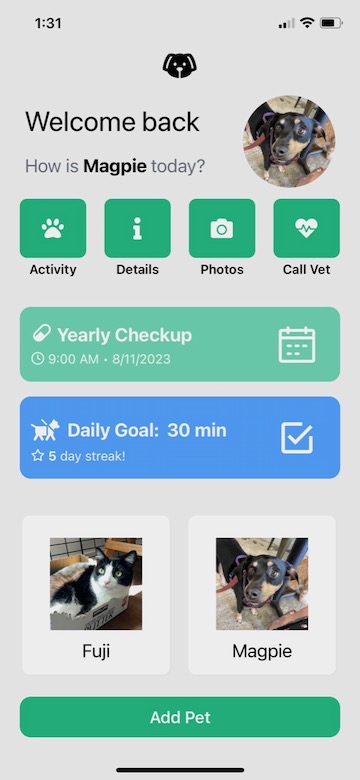 1:31
Welcome back
How is Magpie today?
Activity
Details
Photos
Call Vet
Yearly Checkup
9:00 AM • 8/11/2023
Daily Goal: 30 min
5 day streak!
Fuji
Magpie
Add Pet